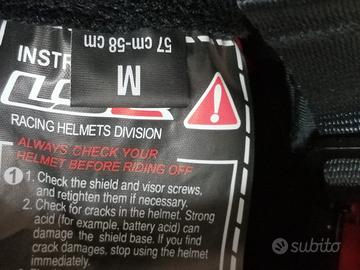 INSTR
M
57 cm-58 cm
RACING HELMETS DIVISION
ALWAYS CHECK YOUR
HELMET BEFORE RIDING OFF
1 1. Check the shield and visor screws,
and retighten them if necessary.
2. Check for cracks in the helmet. Strong
acid (for example, battery acid) can
damage the shield base. If you find
crack damages, stop using the helmet
immediately.
subito